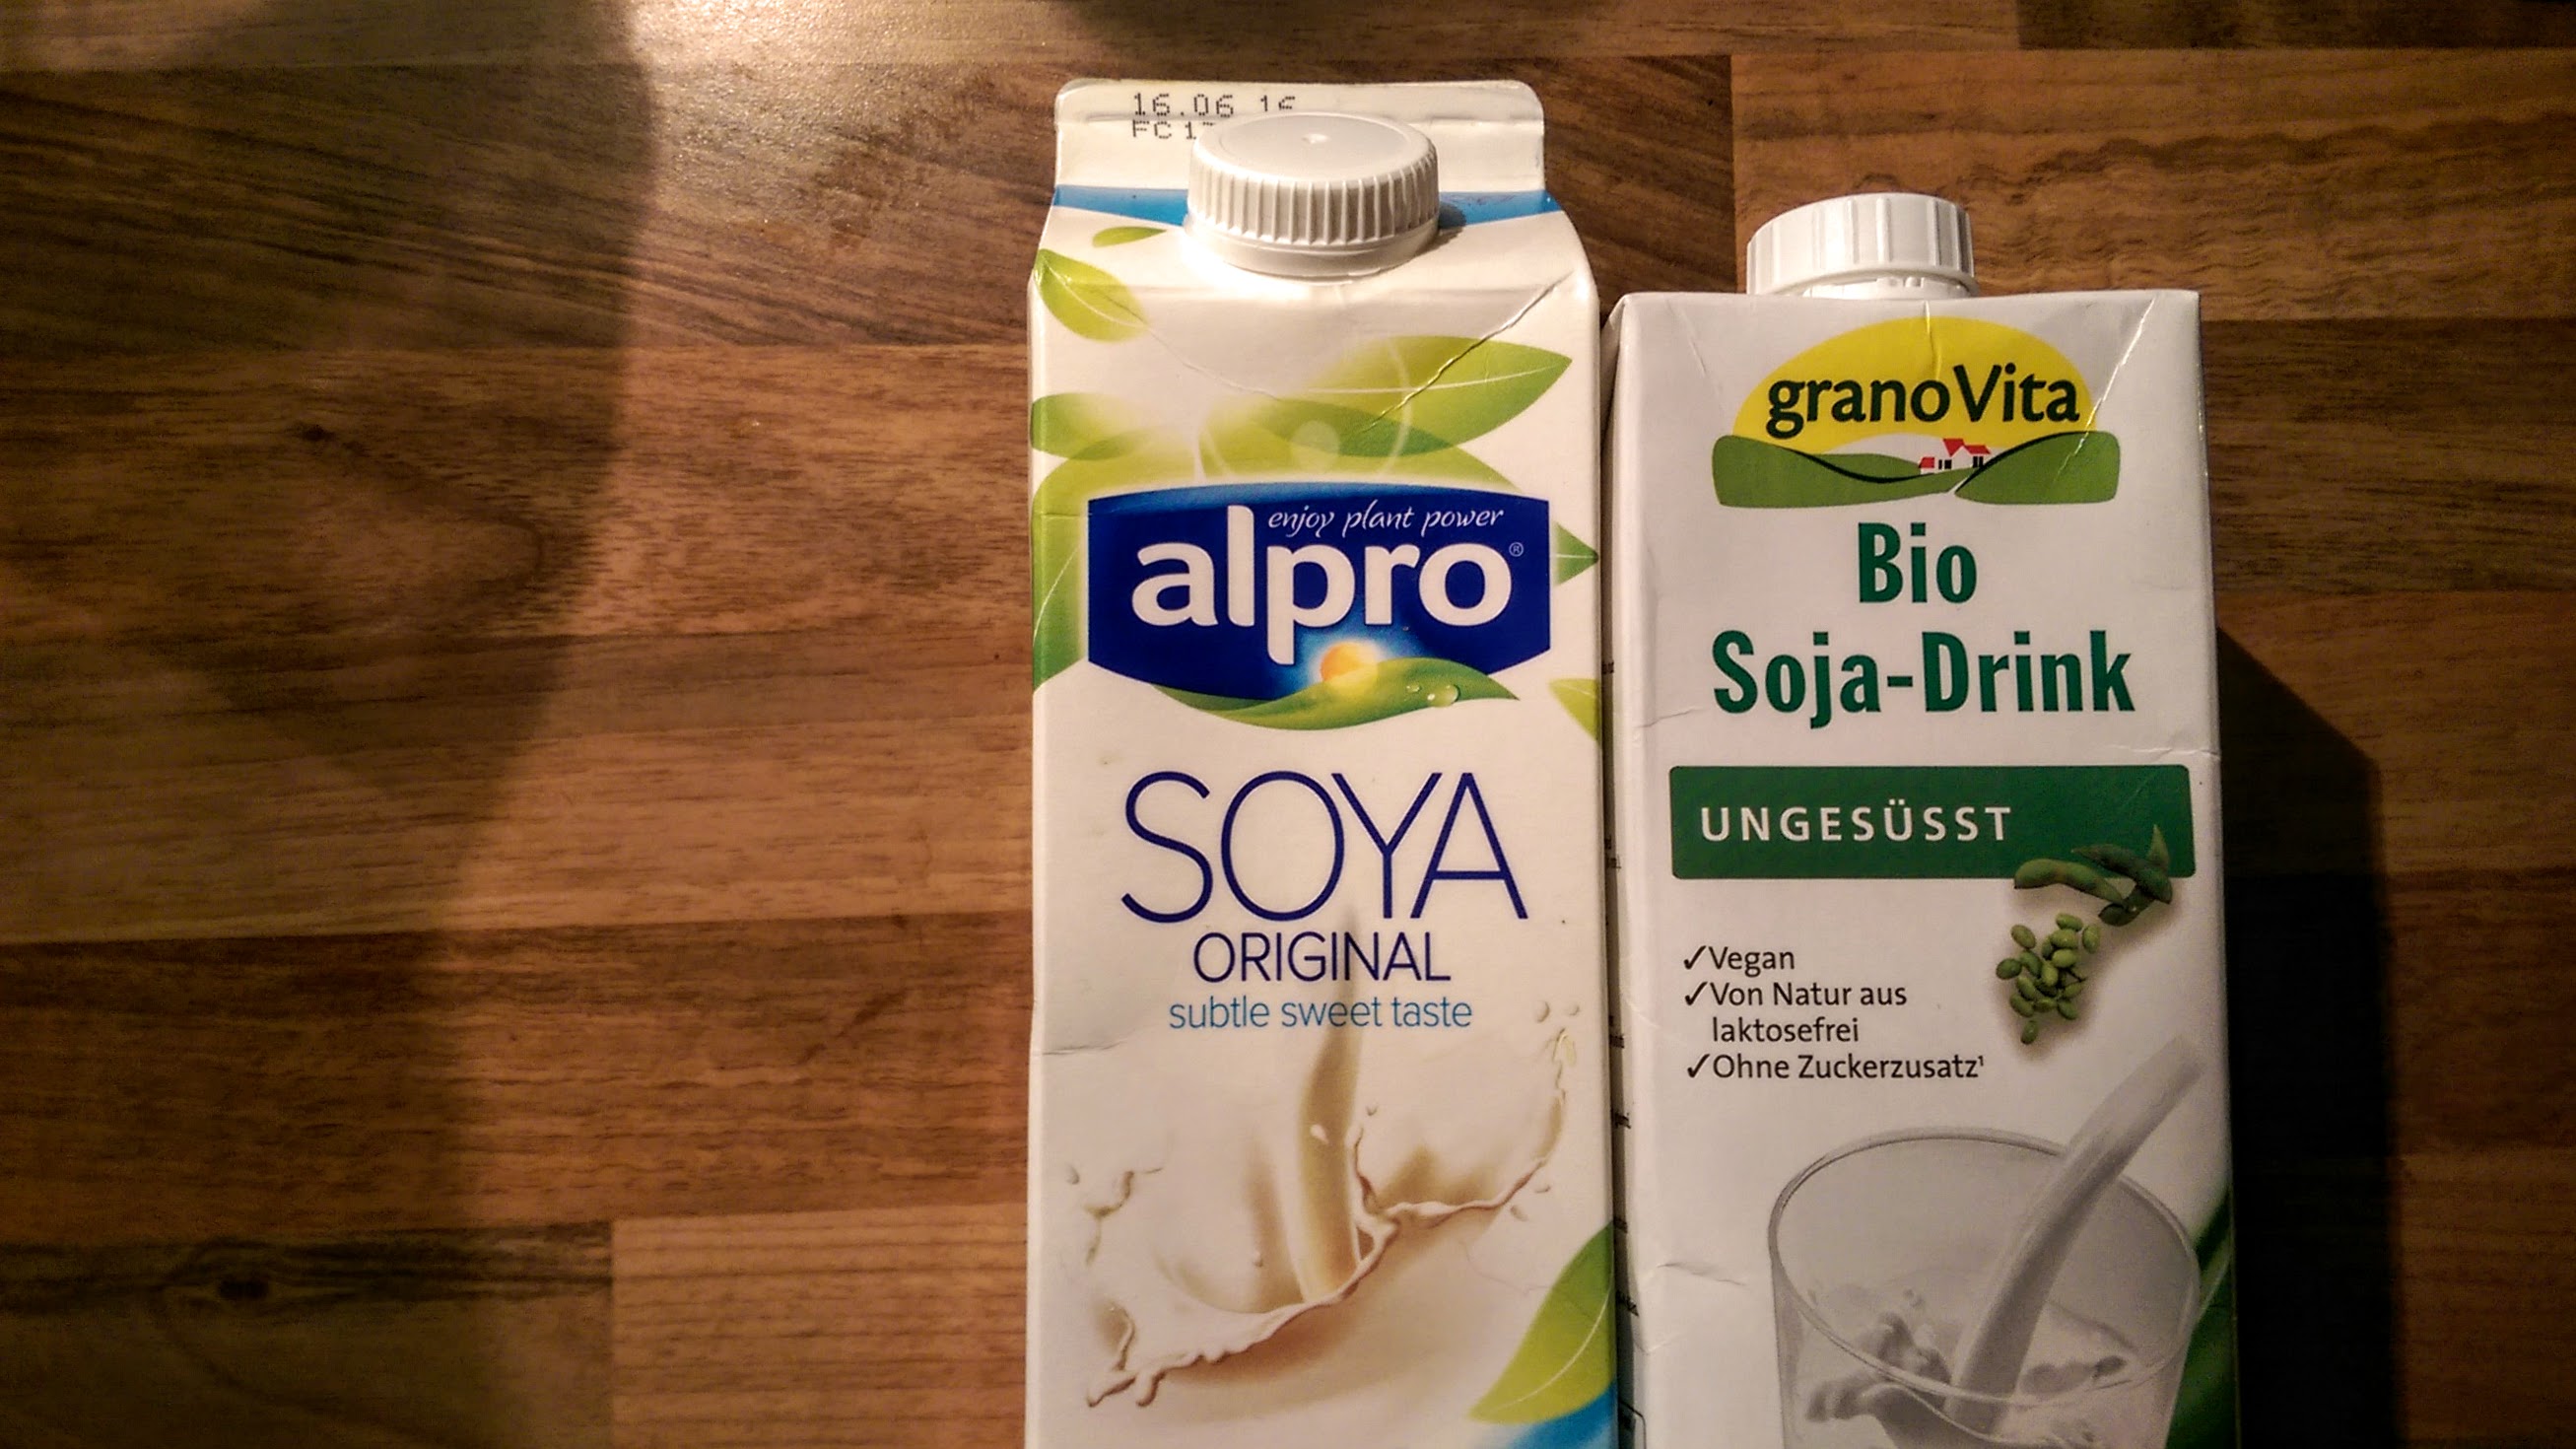 16.06
enjoy plant power
alpro®
SOYA
ORIGINAL
subtle sweet taste
granoVita
Bio
Soja-Drink
UNGESÜSST
✓Vegan
✓Von Natur aus
laktosefrei
✓Ohne Zuckerzusatz¹